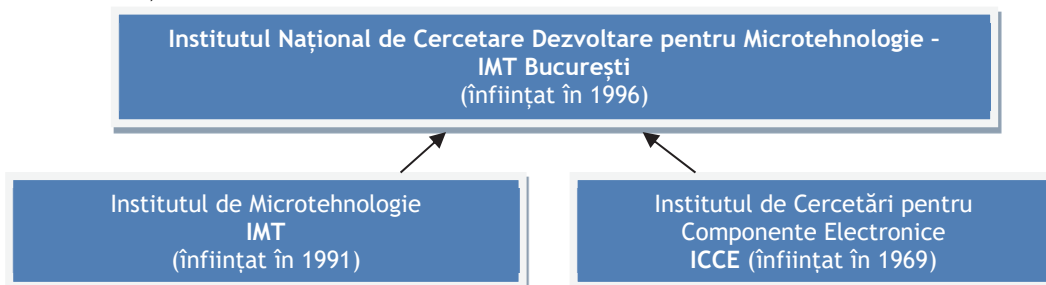 Institutul Național de Cercetare Dezvoltare pentru Microtehnologie –
IMT București
(înființat în 1996)
Institutul de Microtehnologie
IMT
(înființat în 1991)
Institutul de Cercetări pentru
Componente Electronice
ICCE (înființat în 1969)